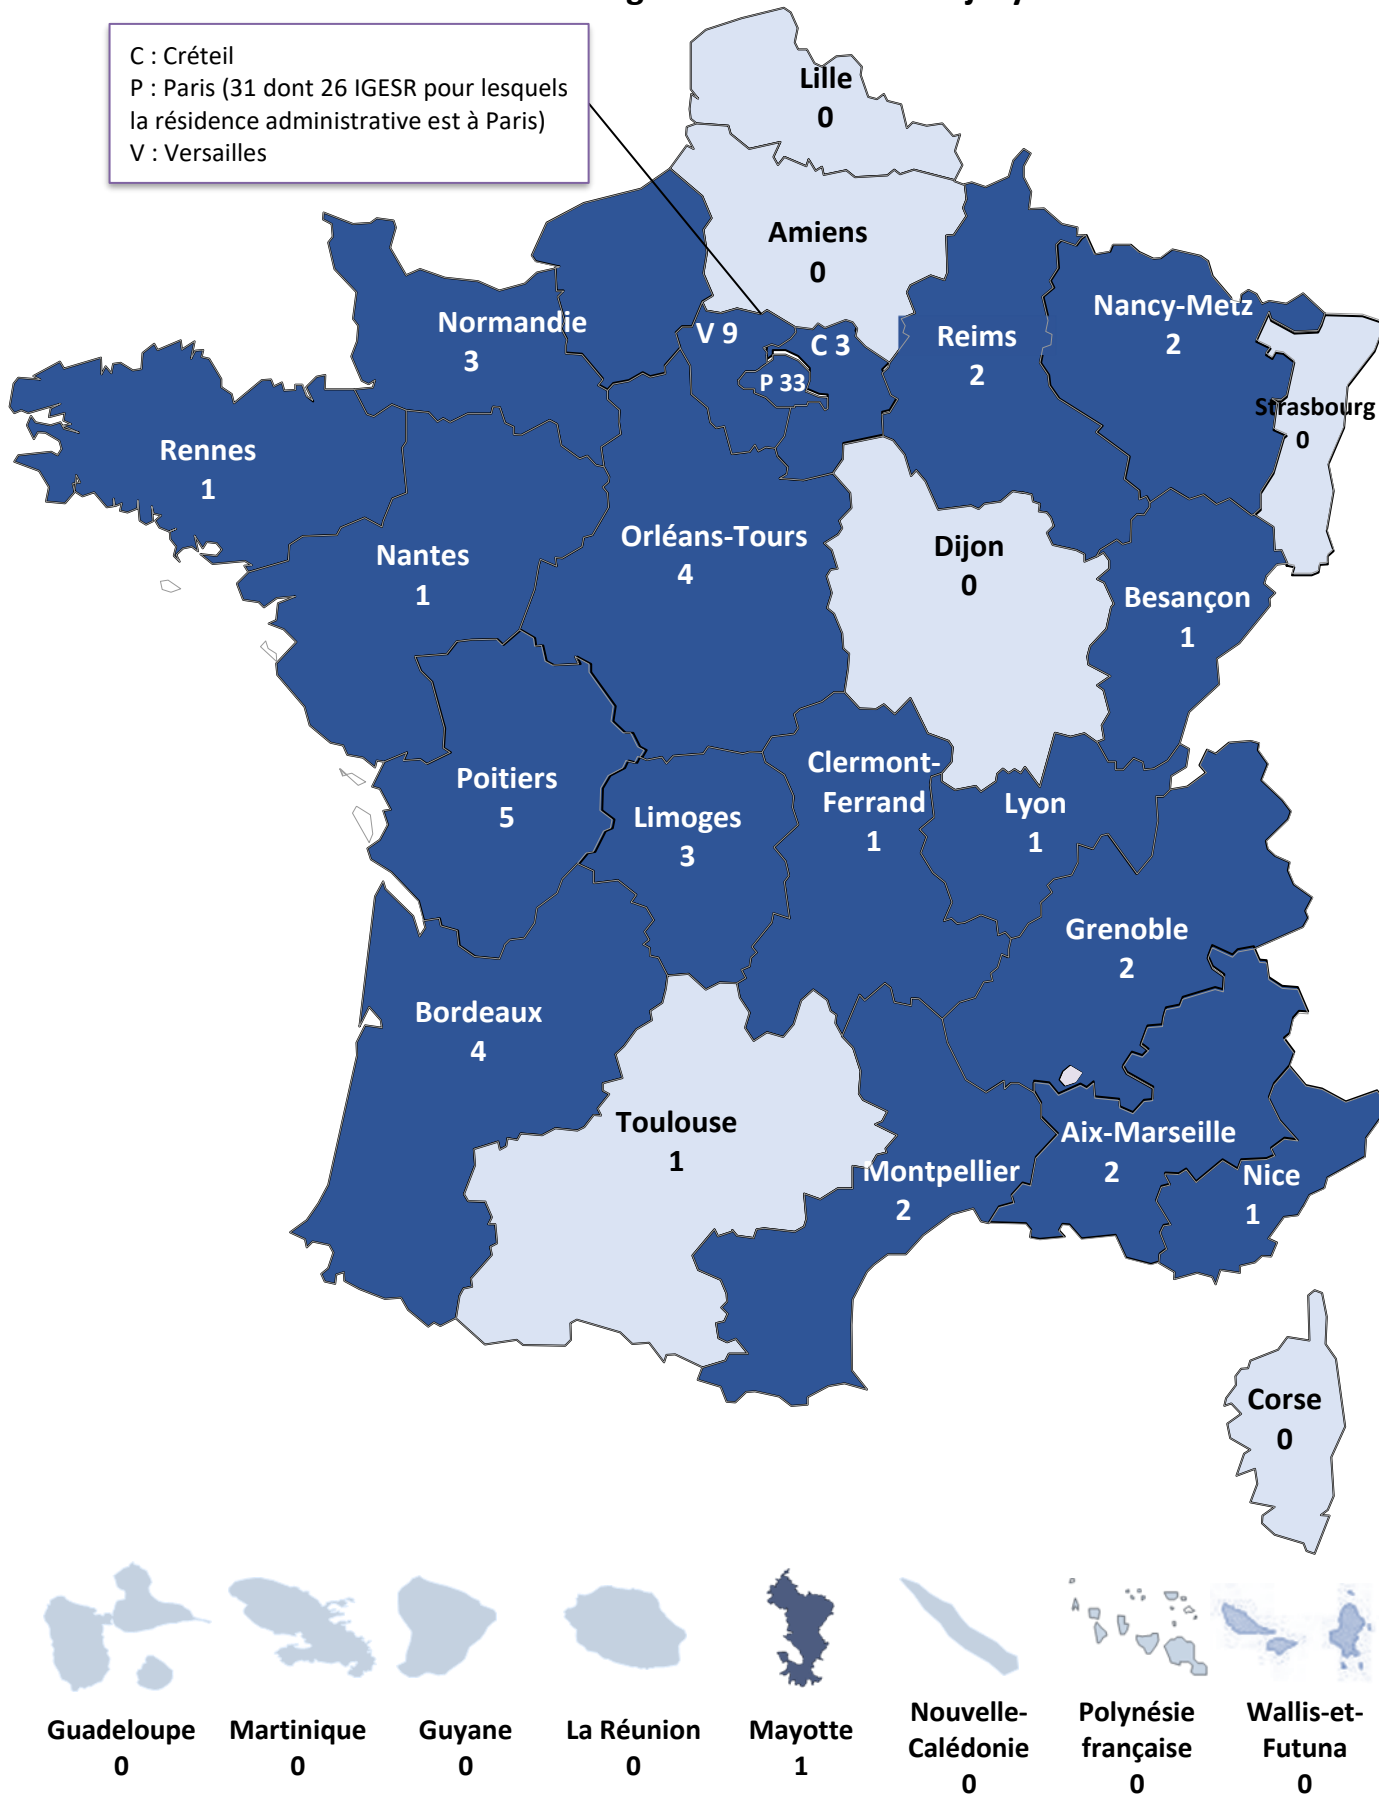 C : Créteil
P : Paris (31 dont 26 IGESR pour lesquels
la résidence administrative est à Paris)
V : Versailles
Lille
0
Amiens
0
Normandie
3
V 9
C 3
P 33
Reims
2
Nancy-Metz
2
Strasbourg
0
Rennes
1
Nantes
1
Orléans-Tours
4
Dijon
0
Besançon
1
Poitiers
5
Limoges
3
Clermont-
Ferrand
1
Lyon
1
Grenoble
2
Bordeaux
4
Toulouse
1
Montpellier
2
Aix-Marseille
2
Nice
1
Corse
0
Guadeloupe
0
Martinique
0
Guyane
0
La Réunion
0
Mayotte
1
Nouvelle-
Calédonie
0
Polynésie
française
0
Wallis-et-
Futuna
0